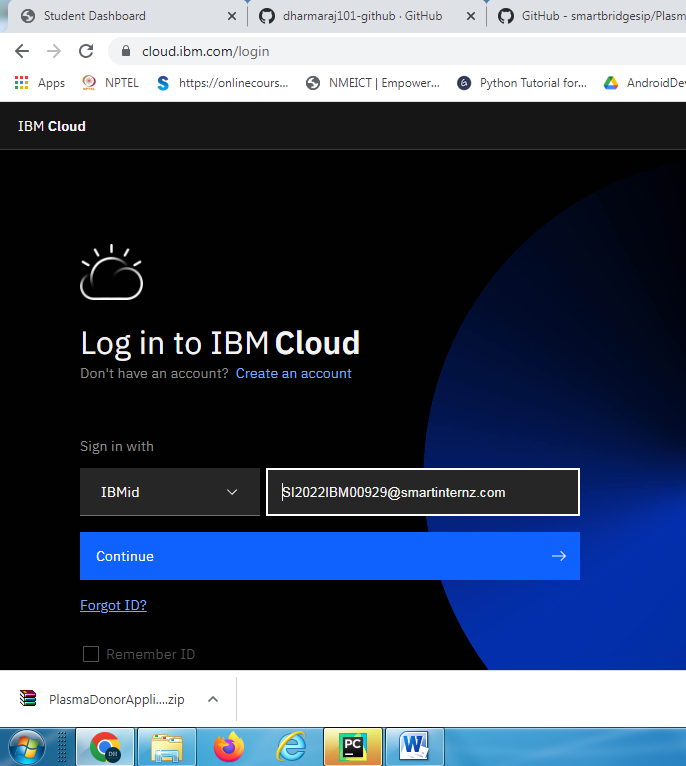 Student Dashboard
dharmaraj101-github · GitHub
GitHub - smartbridgesip/Plasm
cloud.ibm.com/login
Apps
NPTEL
https://onlinecours...
NMEICT | Empower...
Python Tutorial for...
AndroidDev
IBM Cloud
Log in to IBM Cloud
Don't have an account? Create an account
Sign in with
IBMid
SI2022IBM00929@smartinternz.com
Continue
Forgot ID?
Remember ID
PlasmaDonorAppli....zip
DH
PC
W